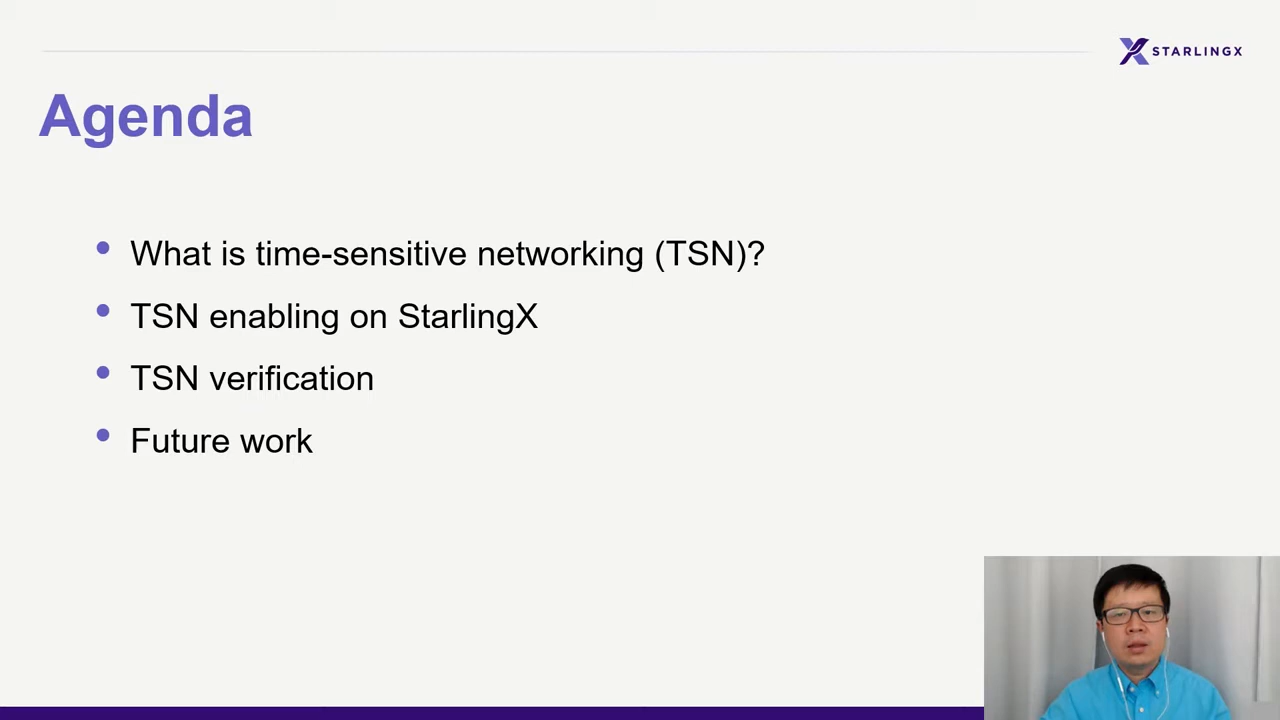 STARLINGX
Agenda
What is time-sensitive networking (TSN)?
TSN enabling on StarlingX
TSN verification
Future work